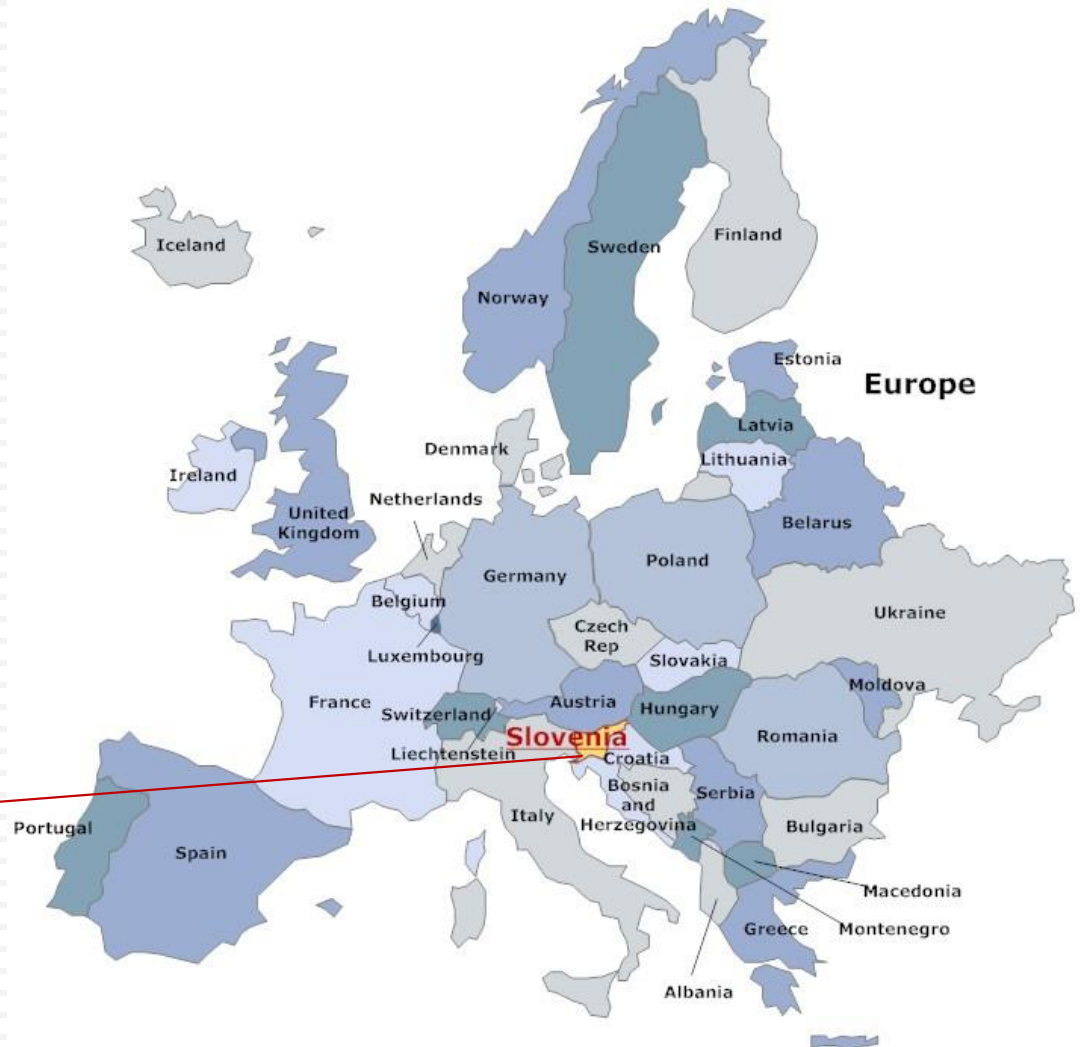 Iceland
Finland
Sweden
Norway
Estonia
Europe
Latvia
Denmark
Lithuania
Ireland
Netherlands
United
Kingdom
Belarus
Poland
Germany
Belgium
Ukraine
Czech
Rep
Luxembourg
Slovakia
Moldova
France
Austria
Switzerland
Hungary
Slovenia
Romania
Liechtenstein
Croatia
Bosnia
and
Herzegovina
Serbia
Italy
Portugal
Bulgaria
Spain
Macedonia
Greece
Montenegro
Albania